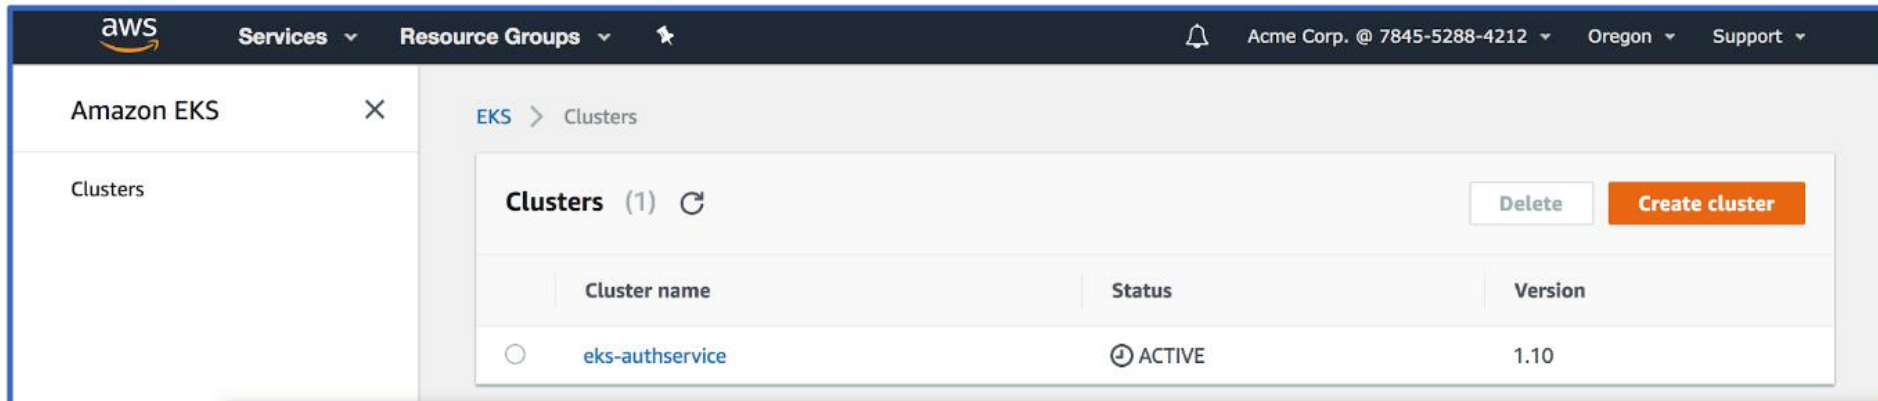 aws Services Resource Groups Acme Corp. @ 7845-5288-4212 Oregon Support
Amazon EKS
EKS > Clusters
Clusters
Clusters (1)
Delete Create cluster
Cluster name Status Version
eks-authservice ACTIVE 1.10